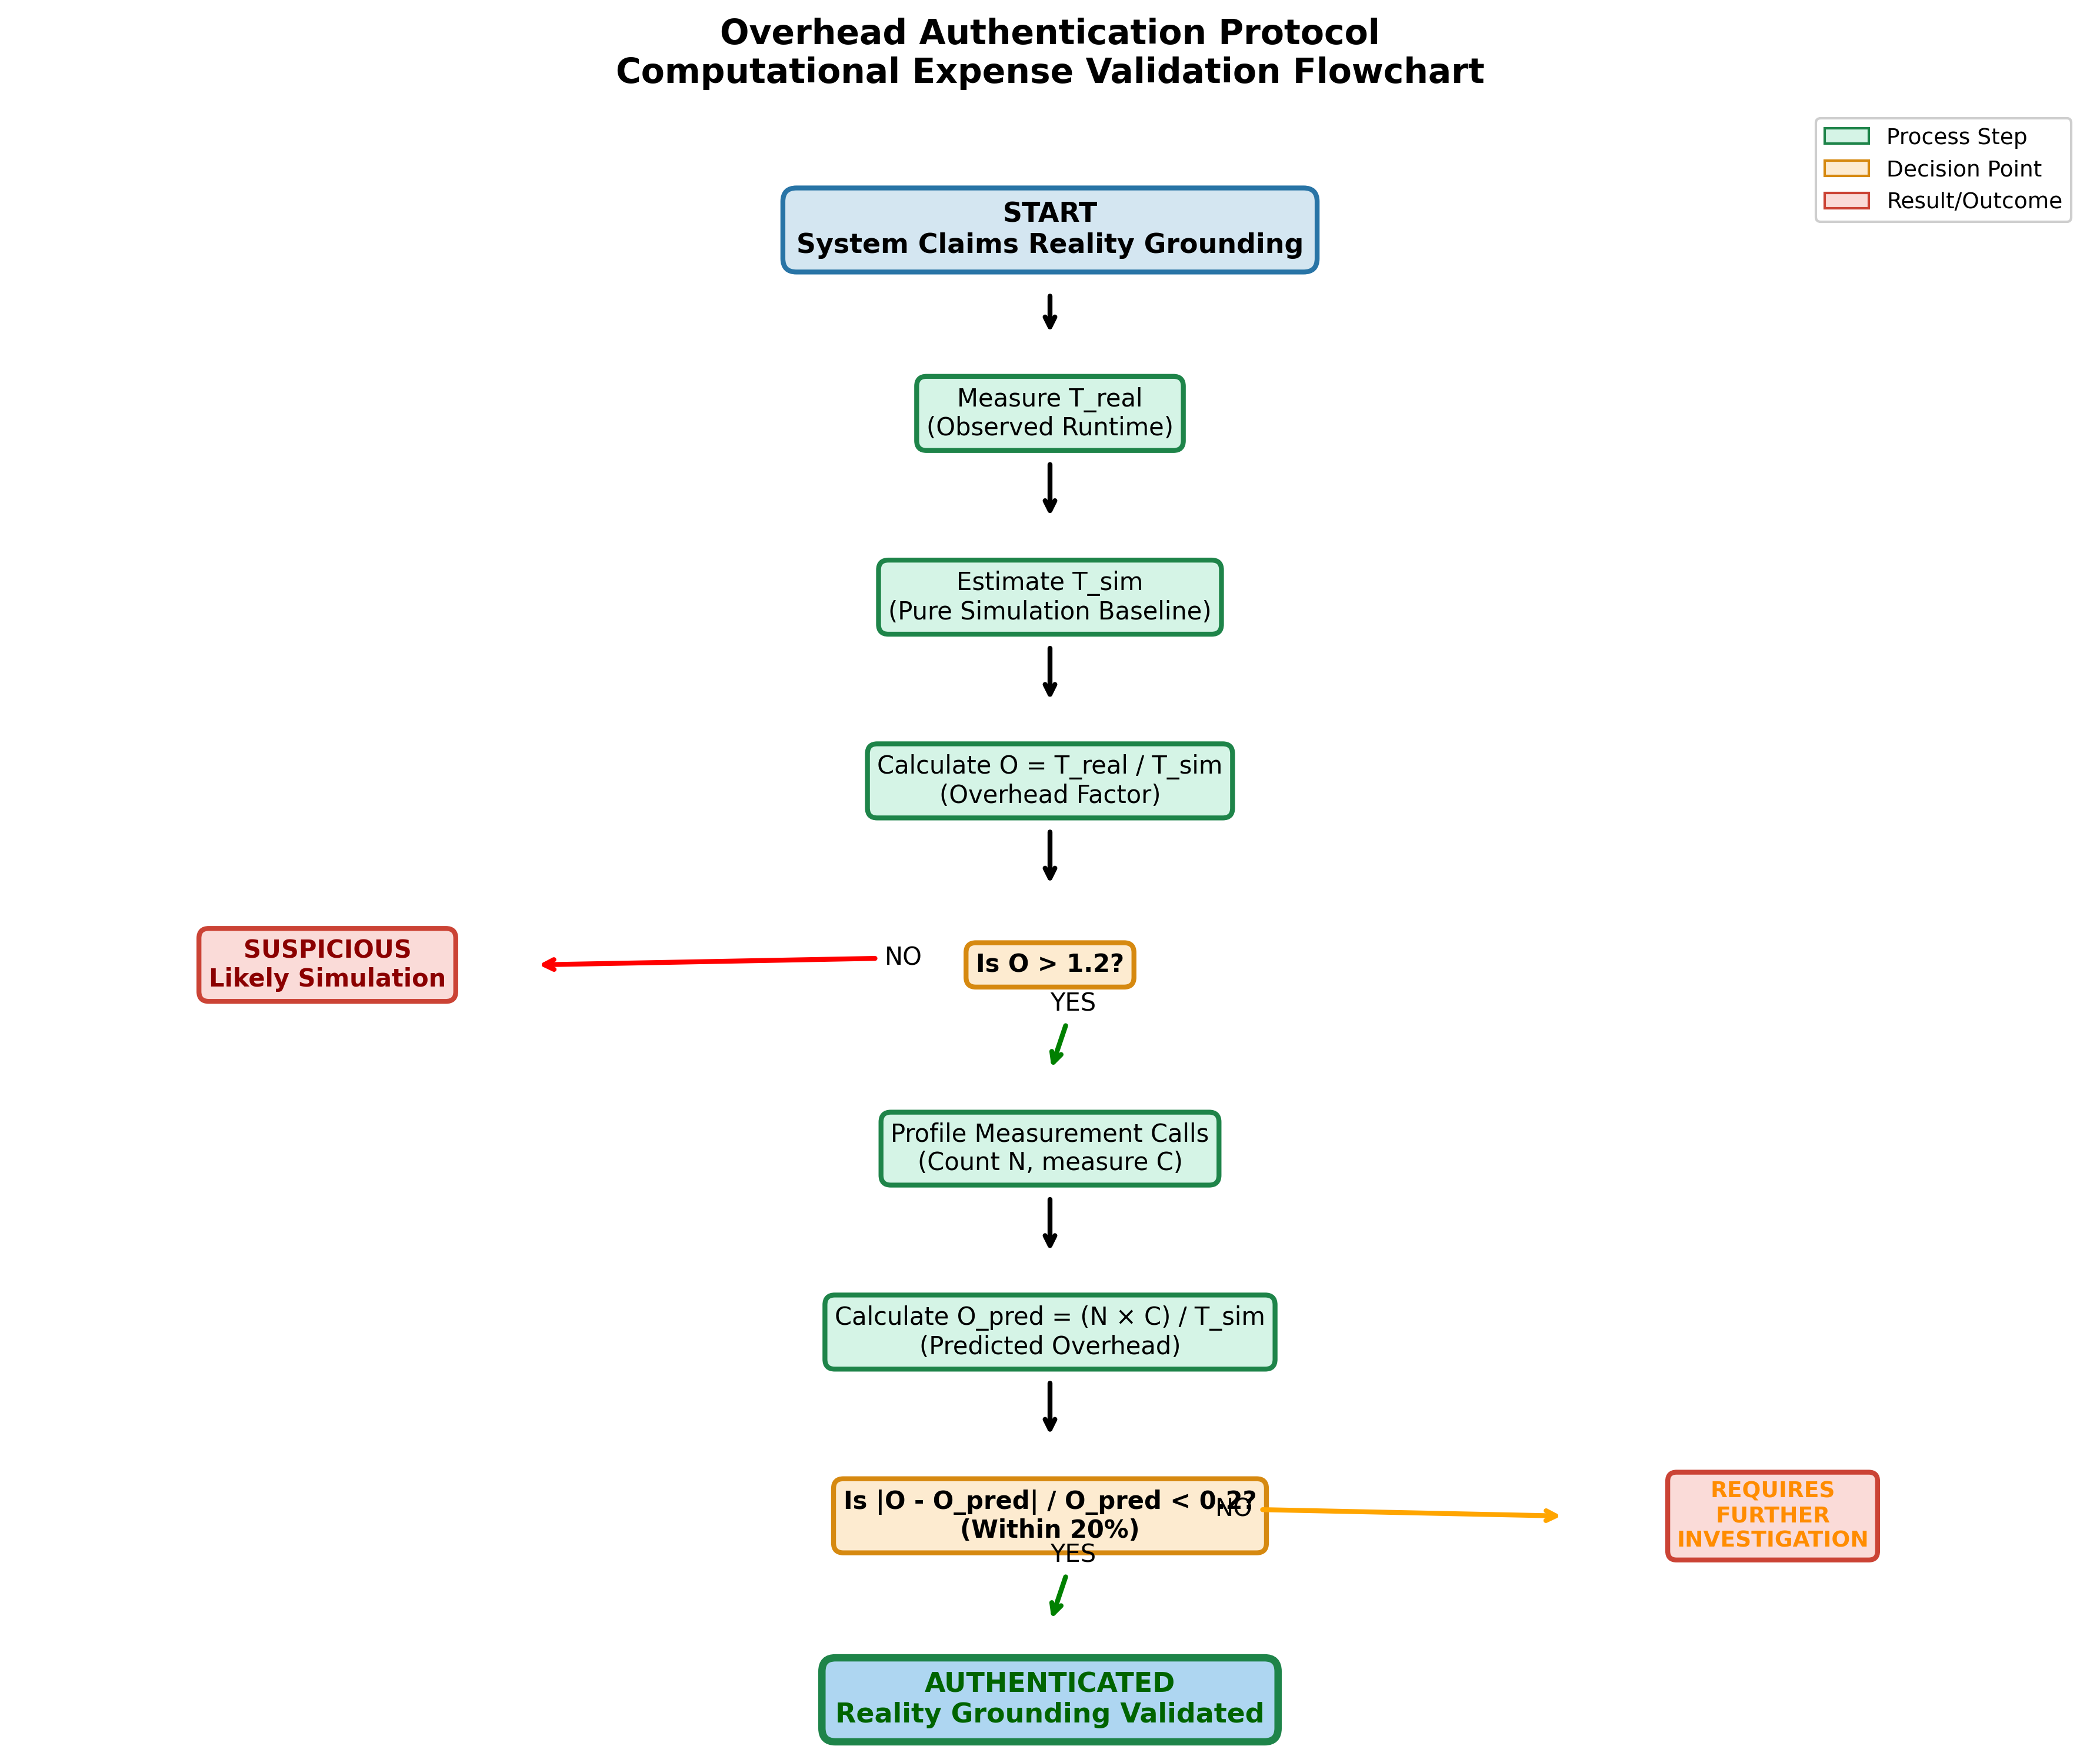 Overhead Authentication Protocol
Computational Expense Validation Flowchart
Process Step
Decision Point
Result/Outcome
START
System Claims Reality Grounding
Measure T_real
(Observed Runtime)
Estimate T_sim
(Pure Simulation Baseline)
Calculate O = T_real / T_sim
(Overhead Factor)
SUSPICIOUS
Likely Simulation
NO
Is O > 1.2?
YES
Profile Measurement Calls
(Count N, measure C)
Calculate O_pred = (N × C) / T_sim
(Predicted Overhead)
Is |O - O_pred| / O_pred < 0.2?
(Within 20%)
NO
REQUIRES
FURTHER
INVESTIGATION
YES
AUTHENTICATED
Reality Grounding Validated